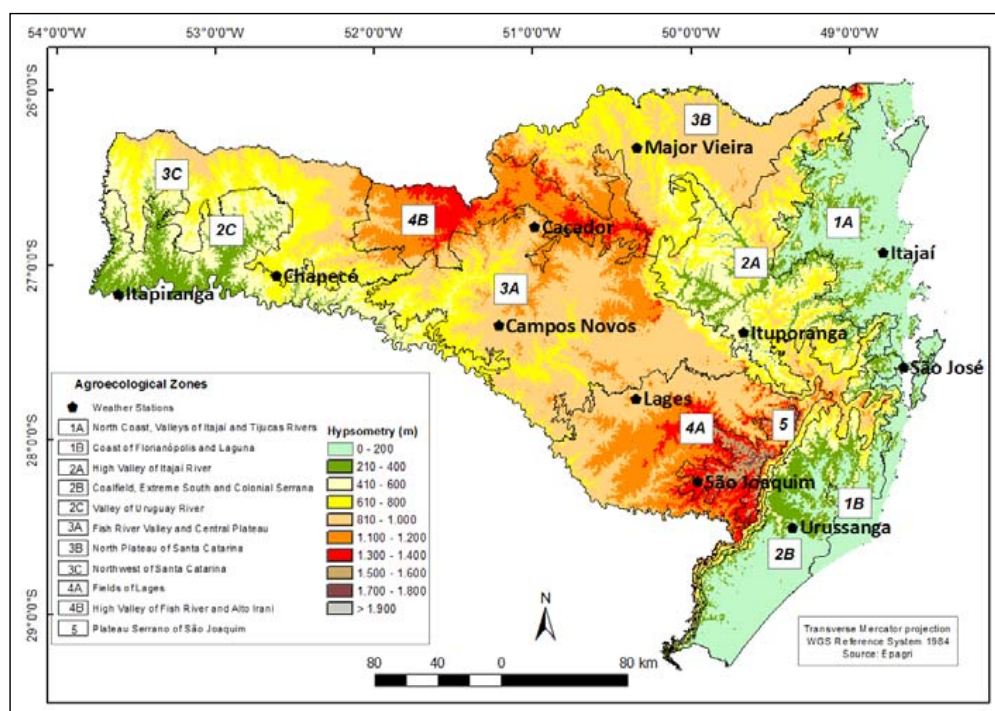 54°0'0"W 53°0'0"W 52°0'0"W 51°0'0"W 50°0'0"W 49°0'0"W
26°0'0"S
27°0'0"S
28°0'0"S
29°0'0"S
3B
Major Vieira
3C
4B
2C
Caçador
1A
Itajaí
2A
Chapecó
3A
Itapiranga
Campos Novos
Ituporanga
São José
Lages
4A
5
São Joaquim
1B
Urussanga
2B
Agroecological Zones
Weather Stations
1A North Coast, Valleys of Itajaí and Tijucas Rivers
1B Coast of Florianópolis and Laguna
2A High Valley of Itajaí River
2B Coalfield, Extreme South and Colonial Serrana
2C Valley of Uruguay River
3A Fish River Valley and Central Plateau
3B North Plateau of Santa Catarina
3C Northwest of Santa Catarina
4A Fields of Lages
4B High Valley of Fish River and Alto Irani
5 Plateau Serrano of São Joaquim
Hypsometry (m)
0 - 200
210 - 400
410 - 600
610 - 800
810 - 1.000
1.100 - 1.200
1.300 - 1.400
1.500 - 1.600
1.700 - 1.800
> 1.900
N
80 40 0 80 km
Transverse Mercator projection
WGS Reference System 1984
Source: Epagri